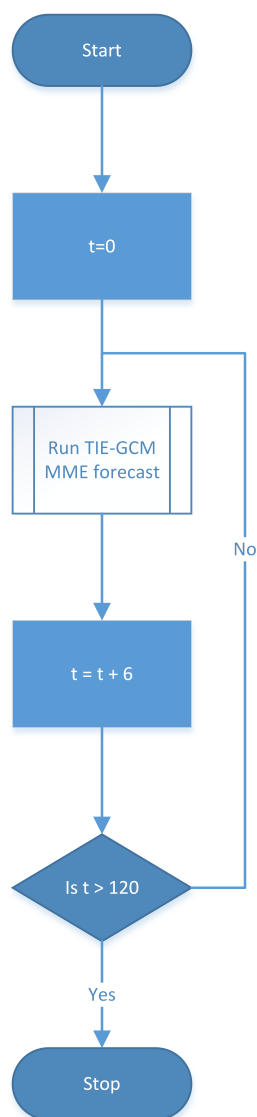 Start
t=0
Run TIE-GCM
MME forecast
No
t = t + 6
Is t > 120
Yes
Stop